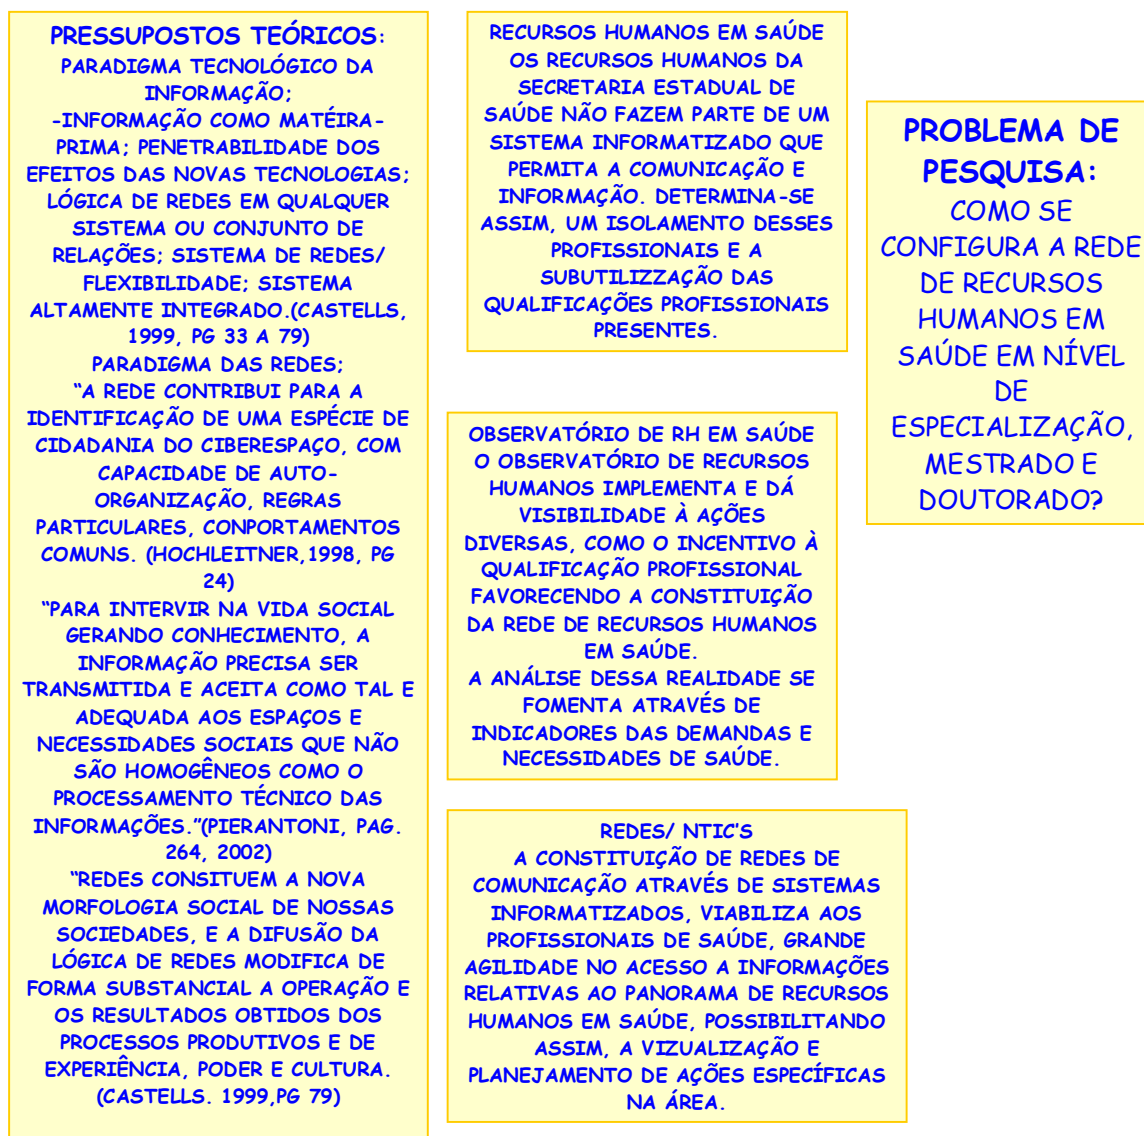 PRESSUPOSTOS TEÓRICOS:
PARADIGMA TECNOLÓGICO DA
INFORMAÇÃO;
-INFORMAÇÃO COMO MATÉIRA-
PRIMA; PENETRABILIDADE DOS
EFEITOS DAS NOVAS TECNOLOGIAS;
LÓGICA DE REDES EM QUALQUER
SISTEMA OU CONJUNTO DE
RELAÇÕES; SISTEMA DE REDES/
FLEXIBILIDADE; SISTEMA
ALTAMENTE INTEGRADO.(CASTELLS,
1999, PG 33 A 79)
PARADIGMA DAS REDES;
“A REDE CONTRIBUI PARA A
IDENTIFICAÇÃO DE UMA ESPÉCIE DE
CIDADANIA DO CIBERESPAÇO, COM
CAPACIDADE DE AUTO-
ORGANIZAÇÃO, REGRAS
PARTICULARES, CONPORTAMENTOS
COMUNS. (HOCHLEITNER,1998, PG
24)
“PARA INTERVIR NA VIDA SOCIAL
GERANDO CONHECIMENTO, A
INFORMAÇÃO PRECISA SER
TRANSMITIDA E ACEITA COMO TAL E
ADEQUADA AOS ESPAÇOS E
NECESSIDADES SOCIAIS QUE NÃO
SÃO HOMOGÊNEOS COMO O
PROCESSAMENTO TÉCNICO DAS
INFORMAÇÕES.”(PIERANTONI, PAG.
264, 2002)
“REDES CONSITUEM A NOVA
MORFOLOGIA SOCIAL DE NOSSAS
SOCIEDADES, E A DIFUSÃO DA
LÓGICA DE REDES MODIFICA DE
FORMA SUBSTANCIAL A OPERAÇÃO E
OS RESULTADOS OBTIDOS DOS
PROCESSOS PRODUTIVOS E DE
EXPERIÊNCIA, PODER E CULTURA.
(CASTELLS. 1999,PG 79)
RECURSOS HUMANOS EM SAÚDE
OS RECURSOS HUMANOS DA
SECRETARIA ESTADUAL DE
SAÚDE NÃO FAZEM PARTE DE UM
SISTEMA INFORMATIZADO QUE
PERMITA A COMUNICAÇÃO E
INFORMAÇÃO. DETERMINA-SE
ASSIM, UM ISOLAMENTO DESSES
PROFISSIONAIS E A
SUBUTILIZZAÇÃO DAS
QUALIFICAÇÕES PROFISSIONAIS
PRESENTES.
OBSERVATÓRIO DE RH EM SAÚDE
O OBSERVATÓRIO DE RECURSOS
HUMANOS IMPLEMENTA E DÁ
VISIBILIDADE À AÇÕES
DIVERSAS, COMO O INCENTIVO À
QUALIFICAÇÃO PROFISSIONAL
FAVORECENDO A CONSTITUIÇÃO
DA REDE DE RECURSOS HUMANOS
EM SAÚDE.
A ANÁLISE DESSA REALIDADE SE
FOMENTA ATRAVÉS DE
INDICADORES DAS DEMANDAS E
NECESSIDADES DE SAÚDE.
REDES/ NTIC’S
A CONSTITUIÇÃO DE REDES DE
COMUNICAÇÃO ATRAVÉS DE SISTEMAS
INFORMATIZADOS, VIABILIZA AOS
PROFISSIONAIS DE SAÚDE, GRANDE
AGILIDADE NO ACESSO A INFORMAÇÕES
RELATIVAS AO PANORAMA DE RECURSOS
HUMANOS EM SAÚDE, POSSIBILITANDO
ASSIM, A VIZUALIZAÇÃO E
PLANEJAMENTO DE AÇÕES ESPECÍFICAS
NA ÁREA.
PROBLEMA DE
PESQUISA:
COMO SE
CONFIGURA A REDE
DE RECURSOS
HUMANOS EM
SAÚDE EM NÍVEL
DE
ESPECIALIZAÇÃO,
MESTRADO E
DOUTORADO?